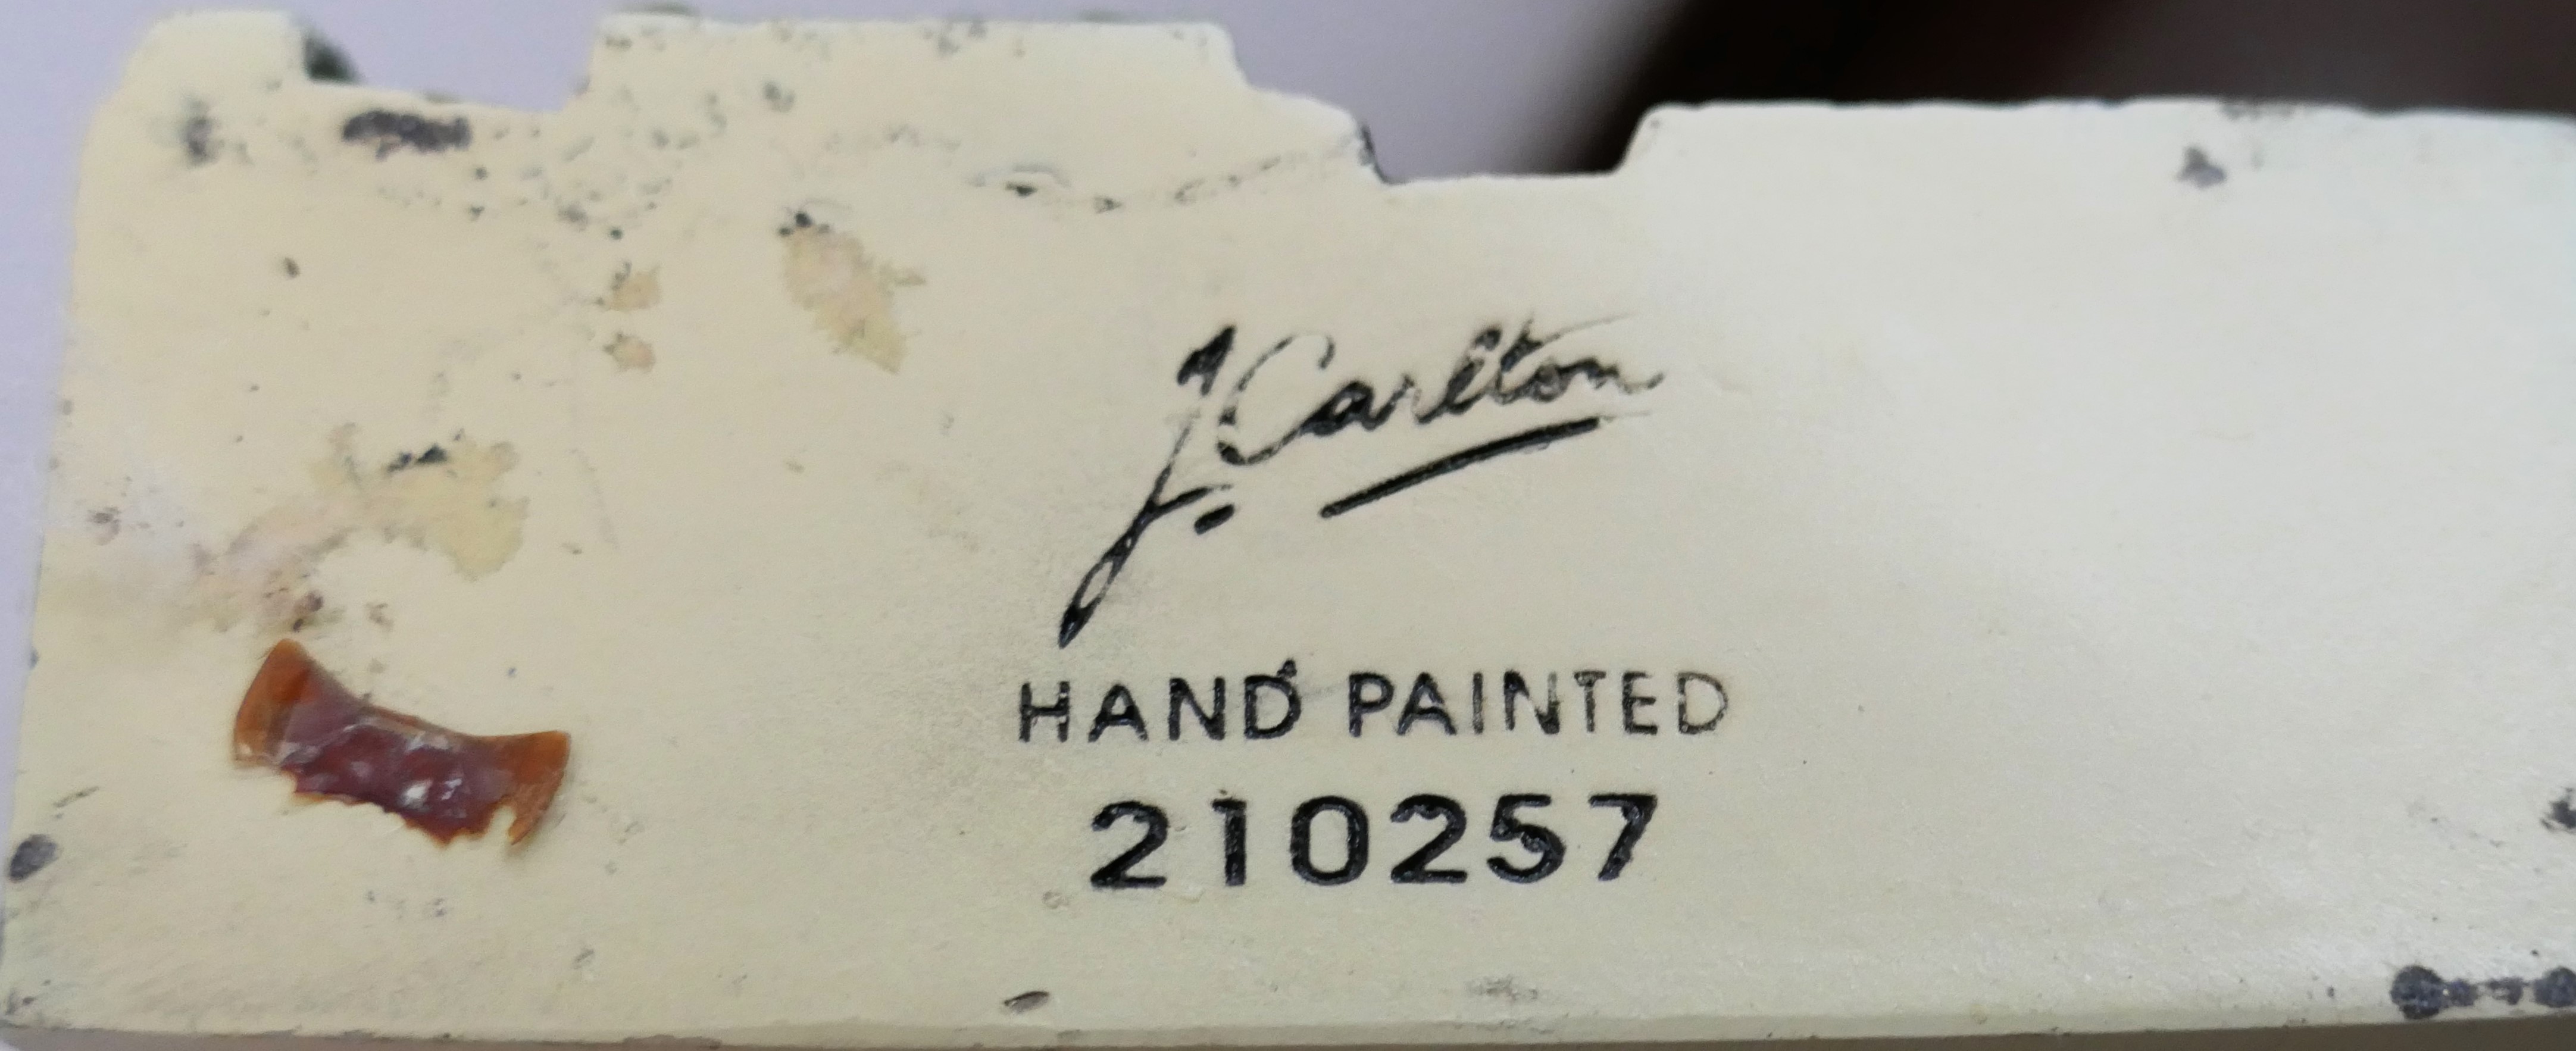 J. Carlton
HAND PAINTED
210257